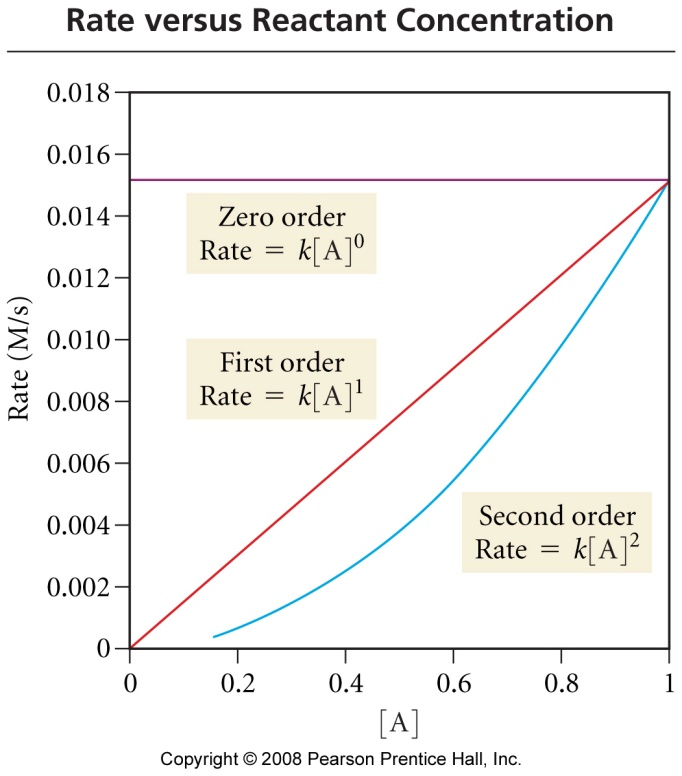 Rate versus Reactant Concentration
0.018
0.016
0.014
0.012
0.010
0.008
0.006
0.004
0.002
0
Rate (M/s)
Zero order
Rate = k[A]⁰
First order
Rate = k[A]¹
Second order
Rate = k[A]²
0
0.2
0.4
0.6
0.8
1
[A]
Copyright © 2008 Pearson Prentice Hall, Inc.